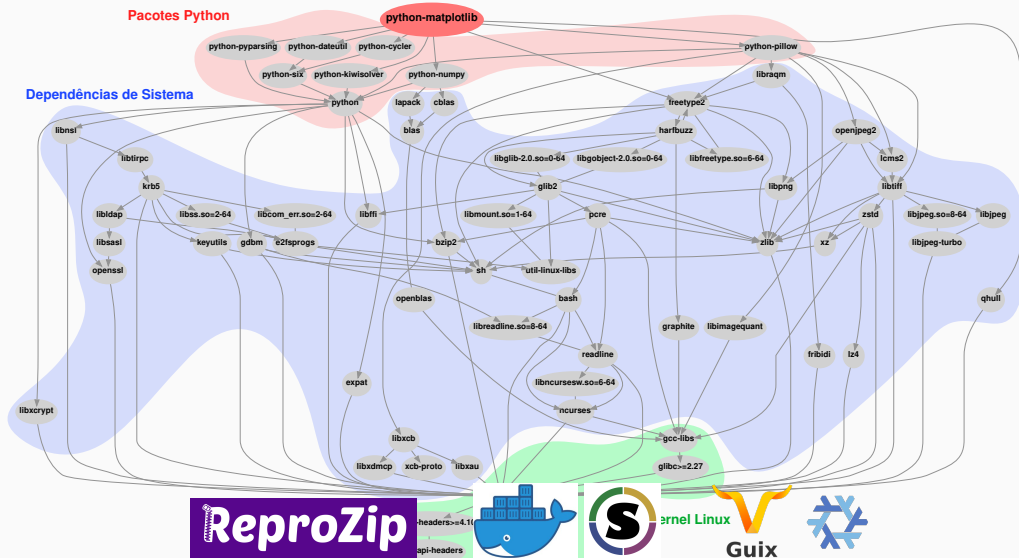 Pacotes Python
python-matplotlib
python-pyparsing
python-dateutil
python-cycler
python-pillow
python-six
python-kiwisolver
python-numpy
libraqm
Dependências de Sistema
python
lapack
cblas
freetype2
libnsl
blas
harfbuzz
openjpeg2
libtirpc
libglib-2.0.so=0-64
libgobject-2.0.so=0-64
libfreetype.so=6-64
lcms2
krb5
glib2
libpng
libtiff
libldap
libss.so=2-64
libcom_err.so=2-64
libffi
libmount.so=1-64
pcre
zstd
libjpeg.so=8-64
libjpeg
libsasl
keyutils
gdbm
e2fsprogs
bzip2
zlib
xz
libjpeg-turbo
openssl
sh
util-linux-libs
openblas
bash
qhull
libreadline.so=8-64
graphite
libimagequant
readline
fribidi
lz4
expat
libncursesw.so=6-64
libxcrypt
ncurses
libxcb
gcc-libs
libxdmcp
xcb-proto
libxau
glibc>=2.27
ReproZip
-headers>=4.10
api-headers
S
ernel Linux
Guix